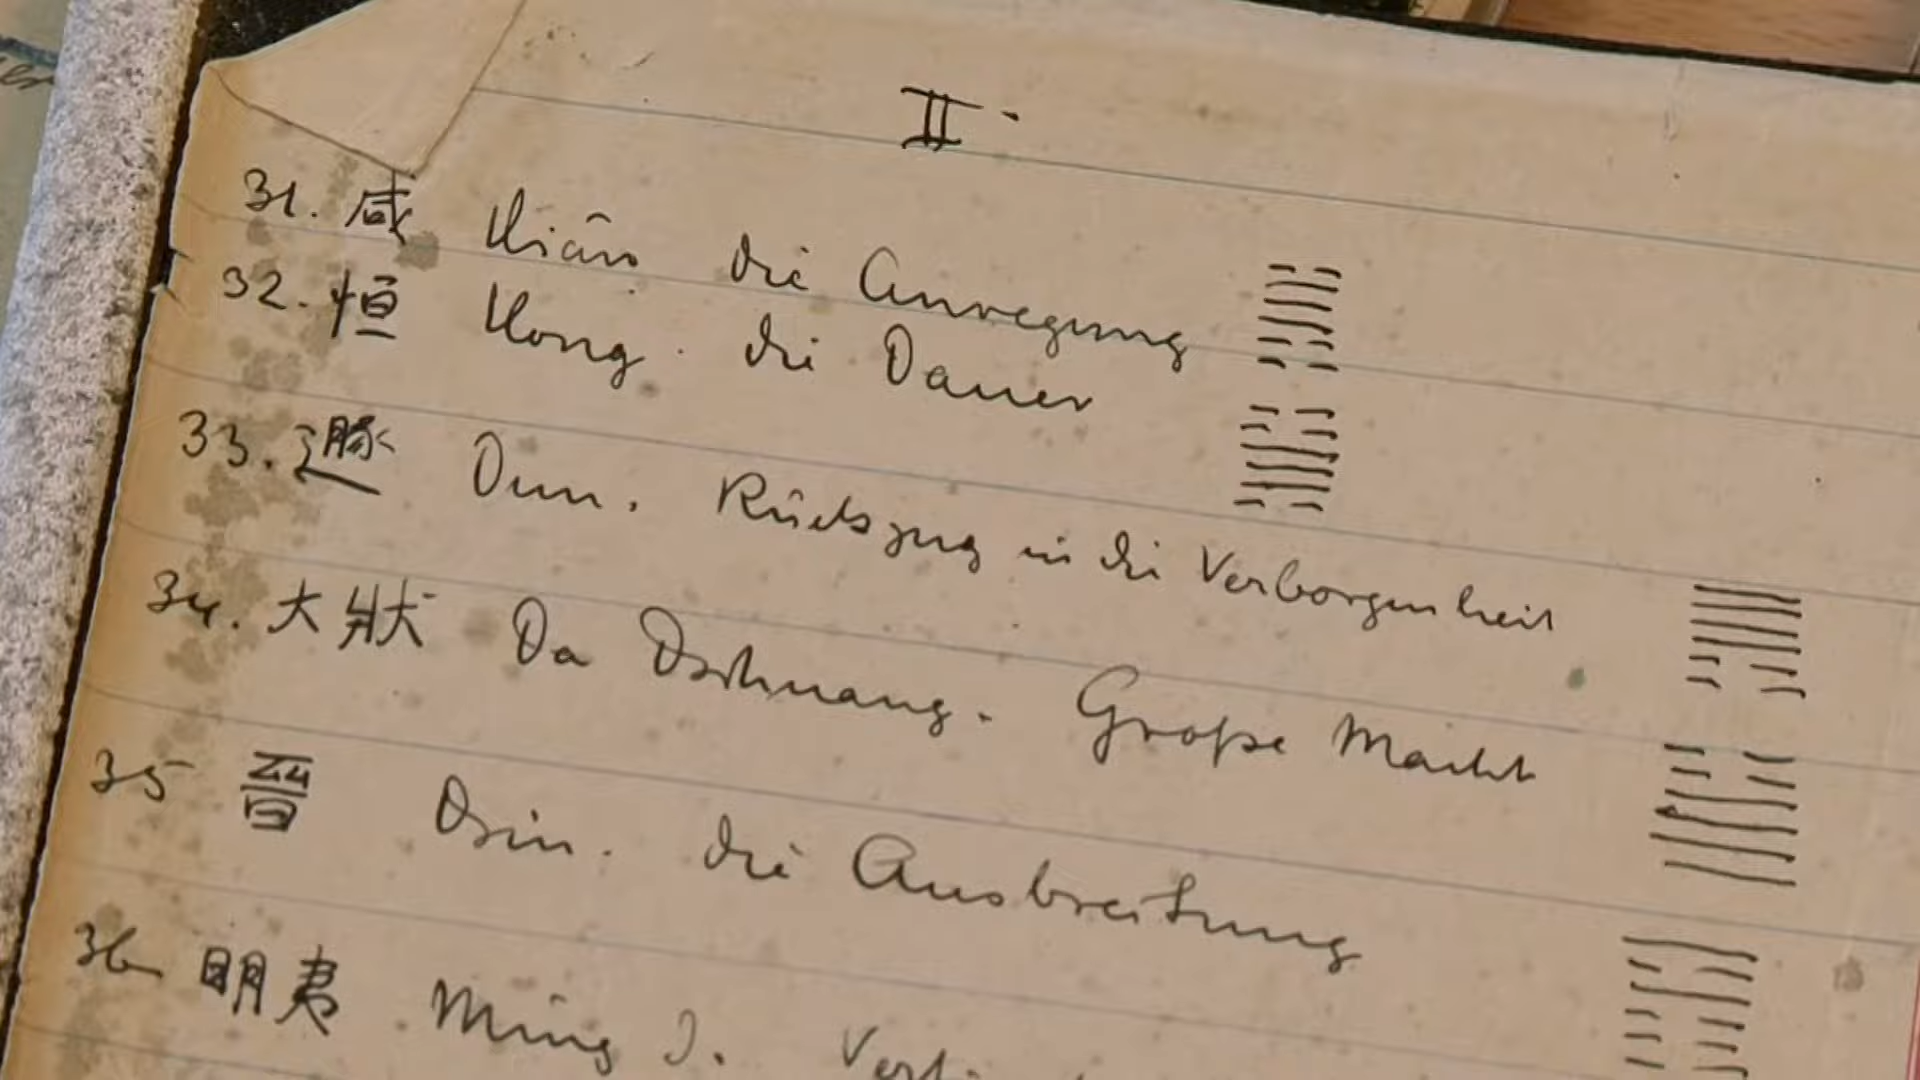 II.
31. 咸 Hiän die Anregung
32. 恒 Hong. die Dauer
33. 遯 Dun. Rückzug in die Verborgenheit
34. 大壯 Da Dschuang. Große Macht
35 晉 Dsin. die Ausbreitung
36 明夷 Ming I.